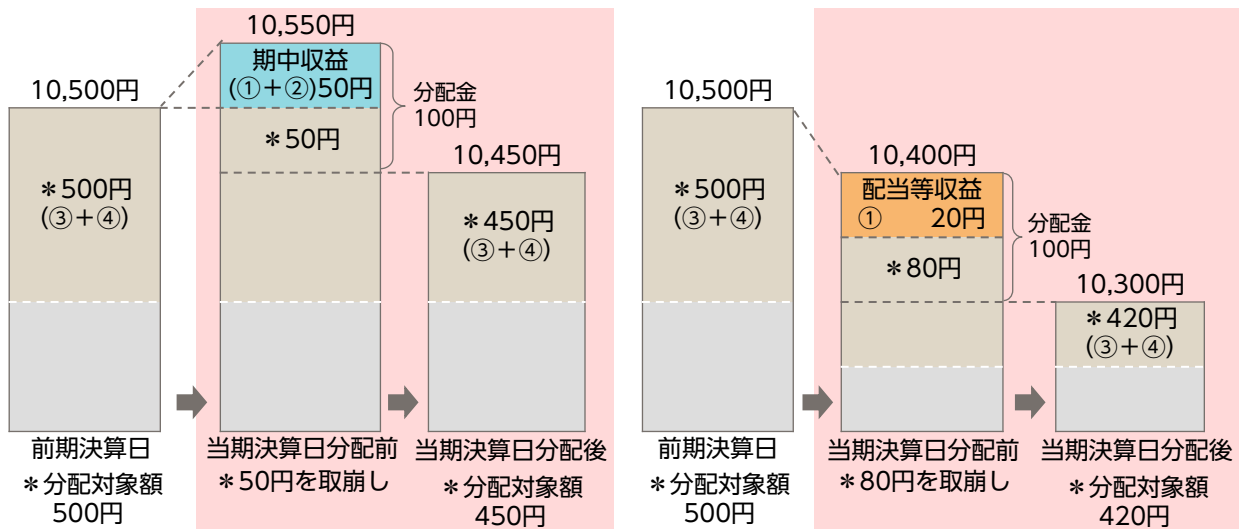 10,550円
期中収益
(①＋②)50円
分配金
100円
10,500円
＊50円
10,450円
＊500円
(③＋④)
＊450円
(③＋④)
前期決算日
当期決算日分配前
当期決算日分配後
＊分配対象額
500円
＊50円を取崩し
＊分配対象額
450円
10,500円
10,400円
配当等収益
① 20円
分配金
100円
＊500円
(③＋④)
＊80円
10,300円
＊420円
(③＋④)
前期決算日
当期決算日分配前
当期決算日分配後
＊分配対象額
500円
＊80円を取崩し
＊分配対象額
420円